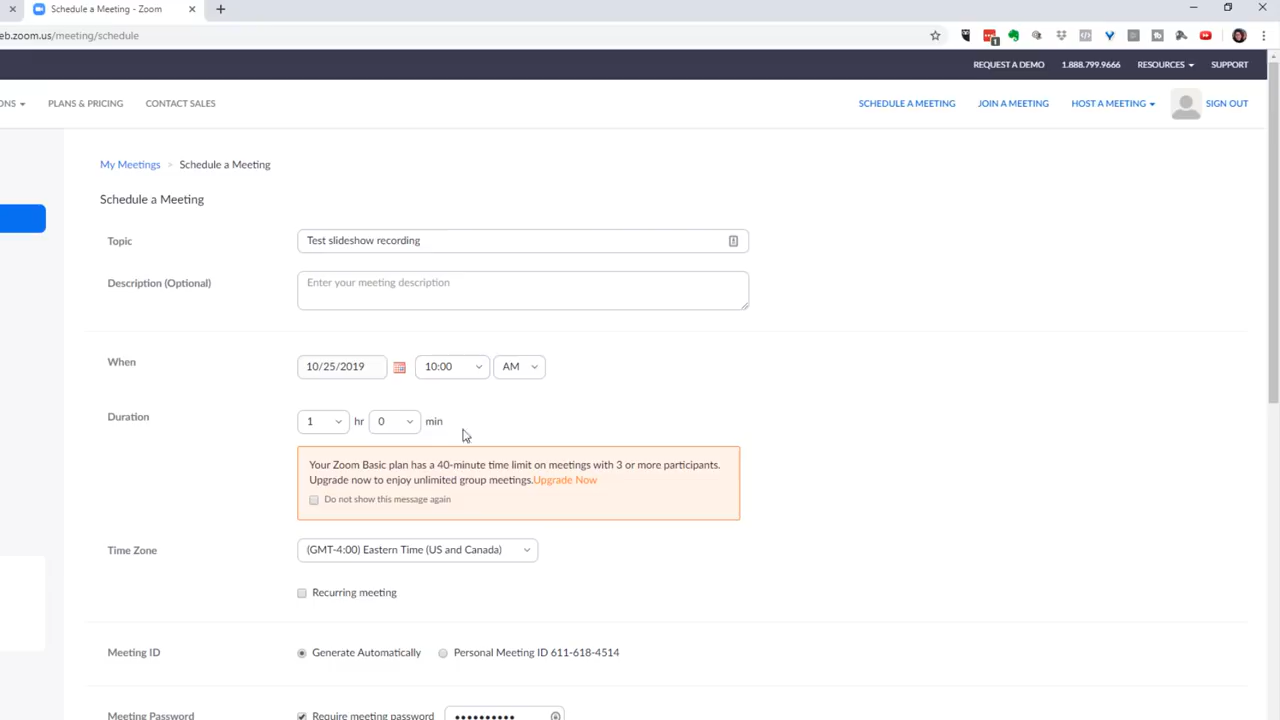 Schedule a Meeting - Zoom
eb.zoom.us/meeting/schedule
1
REQUEST A DEMO 1.888.799.9666 RESOURCES SUPPORT
ONS PLANS & PRICING CONTACT SALES SCHEDULE A MEETING JOIN A MEETING HOST A MEETING SIGN OUT
My Meetings > Schedule a Meeting
Schedule a Meeting
Topic Test slideshow recording
Description (Optional) Enter your meeting description
When 10/25/2019 10:00 AM
Duration 1 hr 0 min
Your Zoom Basic plan has a 40-minute time limit on meetings with 3 or more participants.
Upgrade now to enjoy unlimited group meetings.Upgrade Now
Do not show this message again
Time Zone (GMT-4:00) Eastern Time (US and Canada)
Recurring meeting
Meeting ID Generate Automatically Personal Meeting ID 611-618-4514
Meeting Password Require meeting password ••••••••••